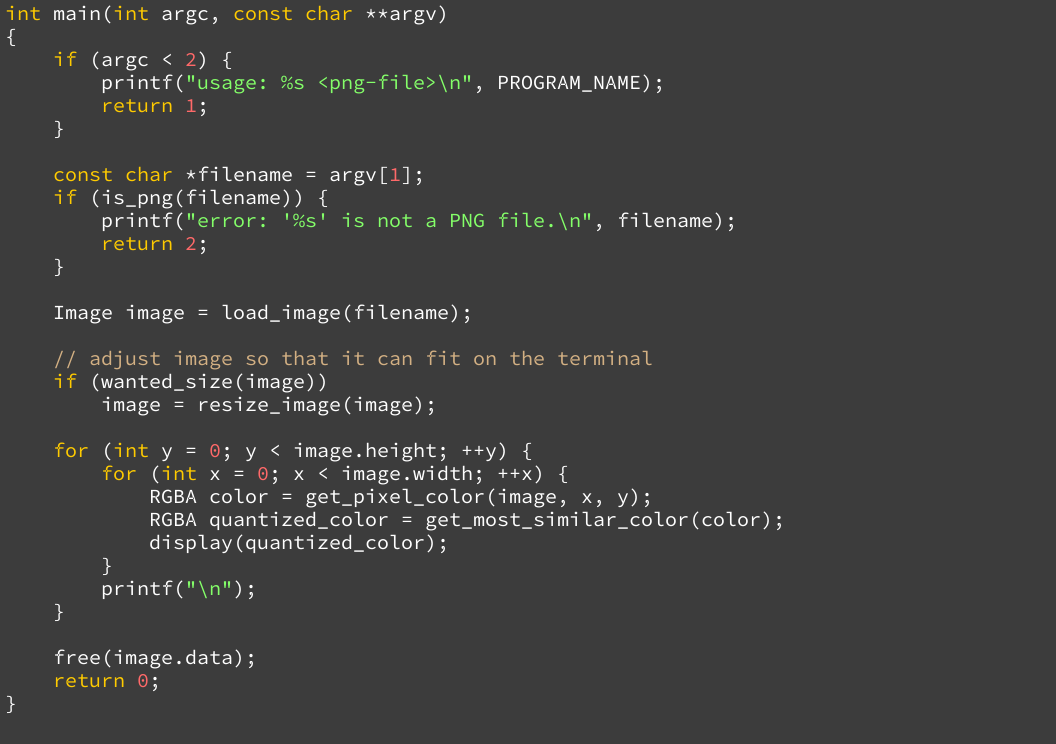 int main(int argc, const char **argv)
{
    if (argc < 2) {
        printf("usage: %s <png-file>\n", PROGRAM_NAME);
        return 1;
    }

    const char *filename = argv[1];
    if (is_png(filename)) {
        printf("error: '%s' is not a PNG file.\n", filename);
        return 2;
    }

    Image image = load_image(filename);

    // adjust image so that it can fit on the terminal
    if (wanted_size(image))
        image = resize_image(image);

    for (int y = 0; y < image.height; ++y) {
        for (int x = 0; x < image.width; ++x) {
            RGBA color = get_pixel_color(image, x, y);
            RGBA quantized_color = get_most_similar_color(color);
            display(quantized_color);
        }
        printf("\n");
    }

    free(image.data);
    return 0;
}